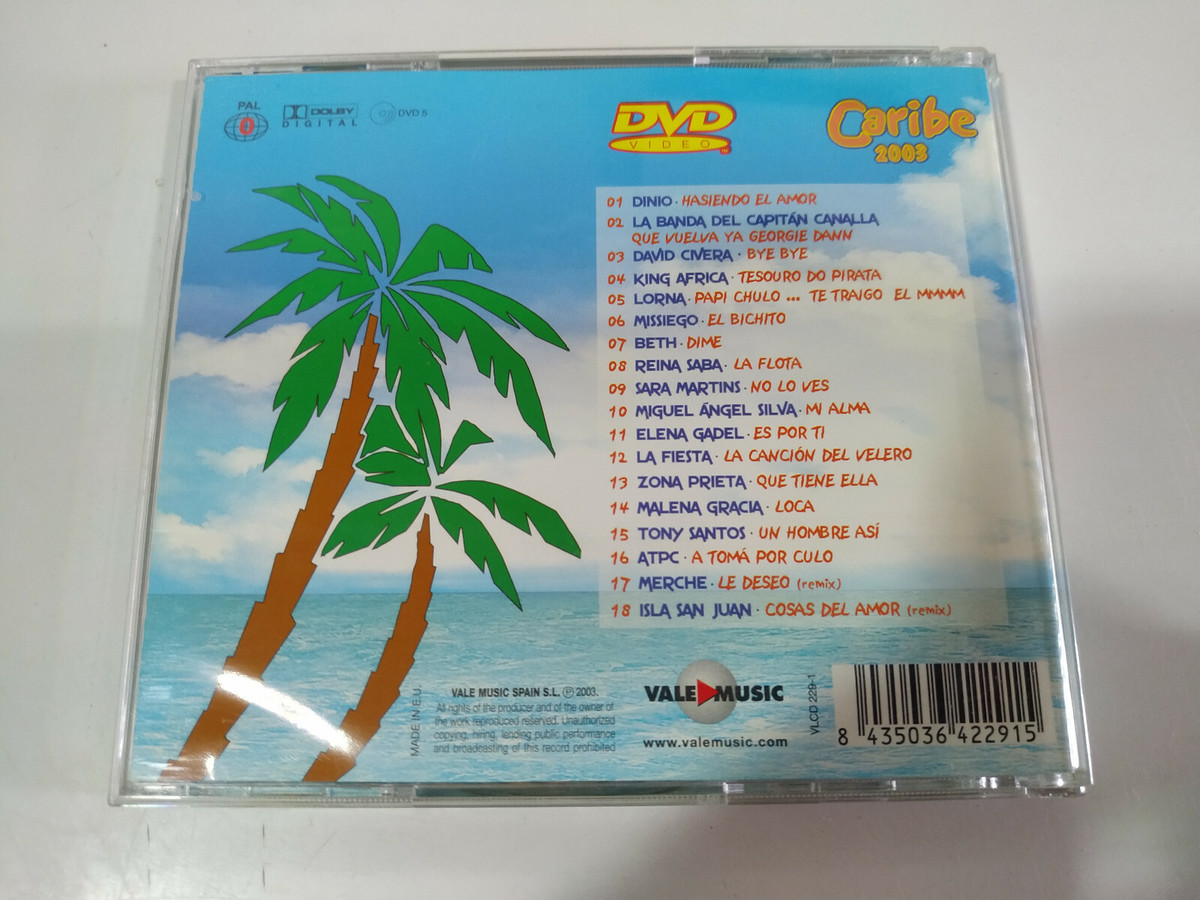 PAL
0
DOLBY
DIGITAL
DVD 5
DVD
VIDEO
Caribe
2003
01 DINIO · HASIENDO EL AMOR
02 LA BANDA DEL CAPITÁN CANALLA
QUE VUELVA YA GEORGIE DANN
03 DAVID CIVERA · BYE BYE
04 KING AFRICA · TESOURO DO PIRATA
05 LORNA · PAPI CHULO ... TE TRAIGO EL MMMM
06 MISSIEGO · EL BICHITO
07 BETH · DIME
08 REINA SABA · LA FLOTA
09 SARA MARTINS · NO LO VES
10 MIGUEL ÁNGEL SILVA · MI ALMA
11 ELENA GADEL · ES POR TI
12 LA FIESTA · LA CANCIÓN DEL VELERO
13 ZONA PRIETA · QUE TIENE ELLA
14 MALENA GRACIA · LOCA
15 TONY SANTOS · UN HOMBRE ASÍ
16 ATPC · A TOMÁ POR CULO
17 MERCHE · LE DESEO (remix)
18 ISLA SAN JUAN · COSAS DEL AMOR (remix)
MADE IN E.U.
VALE MUSIC SPAIN S.L. ℗ 2003.
All rights of the producer and of the owner of
the work reproduced reserved. Unauthorized
copying, hiring, lending public performance
and broadcasting of this record prohibited
VALE MUSIC
www.valemusic.com
VLCD 229-1
8 435036 422915